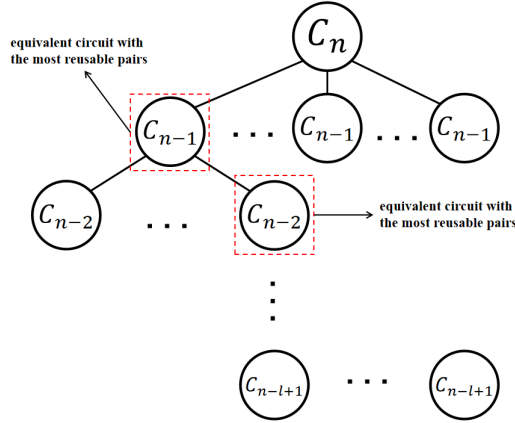 equivalent circuit with
the most reusable pairs
C_n
C_{n-1}
...
C_{n-1}
...
C_{n-1}
C_{n-2}
...
C_{n-2}
equivalent circuit with
the most reusable pairs
...
C_{n-l+1}
...
C_{n-l+1}